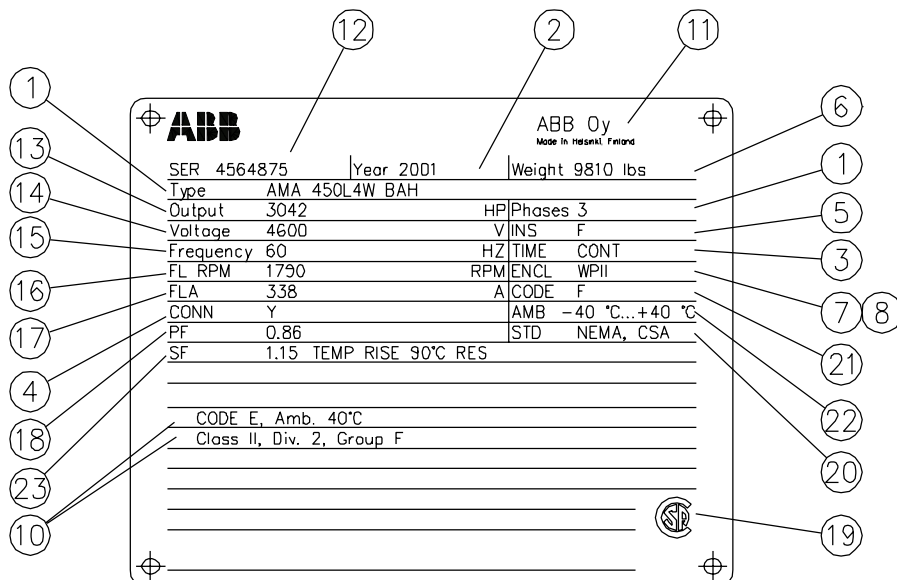 12 2 11
1 6
ABB ABB Oy
Made in Helsinki, Finland
13 SER 4564875 Year 2001 Weight 9810 lbs 1
Type AMA 450L4W BAH
14 Output 3042 HP Phases 3 5
Voltage 4600 V INS F
15 Frequency 60 HZ TIME CONT 3
16 FL RPM 1790 RPM ENCL WPII 7 8
17 FLA 338 A CODE F
CONN Y AMB -40 °C...+40 °C
PF 0.86 STD NEMA, CSA
SF 1.15 TEMP RISE 90°C RES 21
4
18 CODE E, Amb. 40°C 22
Class II, Div. 2, Group F
23 20
10 19